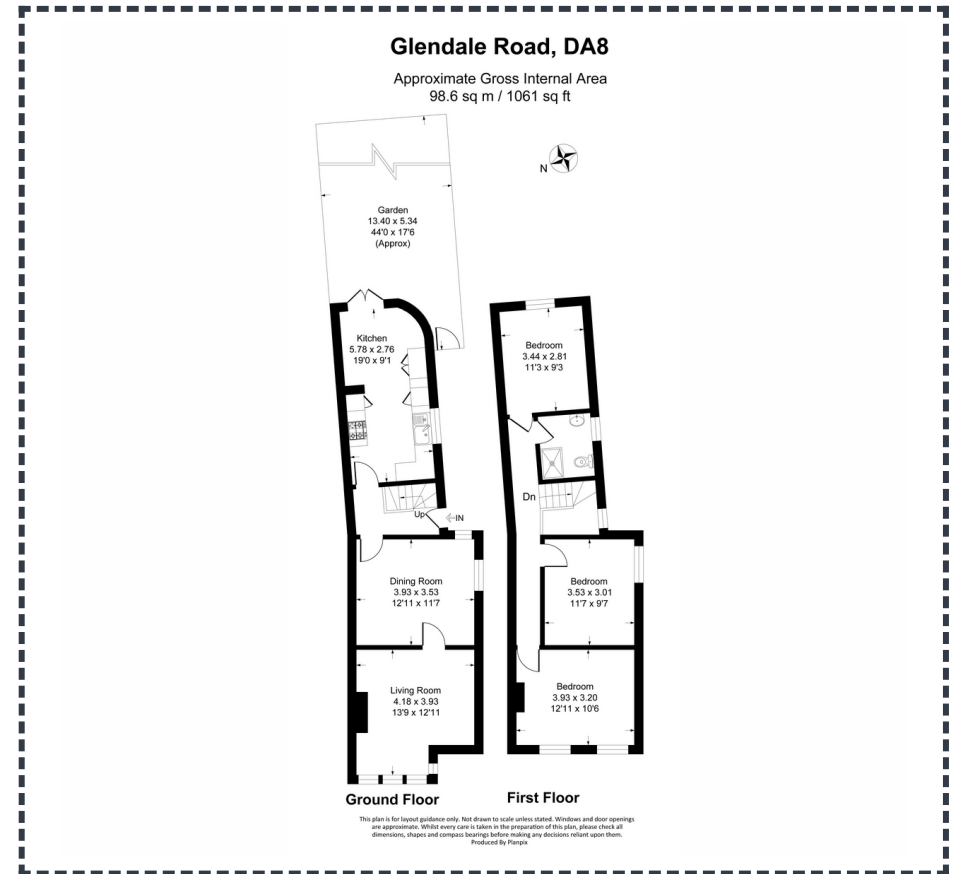 Glendale Road, DA8
Approximate Gross Internal Area
98.6 sq m / 1061 sq ft
N
Garden
13.40 x 5.34
44'0 x 17'6
(Approx)
Kitchen
5.78 x 2.76
19'0 x 9'1
Up
IN
Dining Room
3.93 x 3.53
12'11 x 11'7
Living Room
4.18 x 3.93
13'9 x 12'11
Ground Floor
Bedroom
3.44 x 2.81
11'3 x 9'3
Dn
Bedroom
3.53 x 3.01
11'7 x 9'7
Bedroom
3.93 x 3.20
12'11 x 10'6
First Floor
This plan is for layout guidance only. Not drawn to scale unless stated. Windows and door openings
are approximate. Whilst every care is taken in the preparation of this plan, please check all
dimensions, shapes and compass bearings before making any decisions reliant upon them.
Produced By Planpix